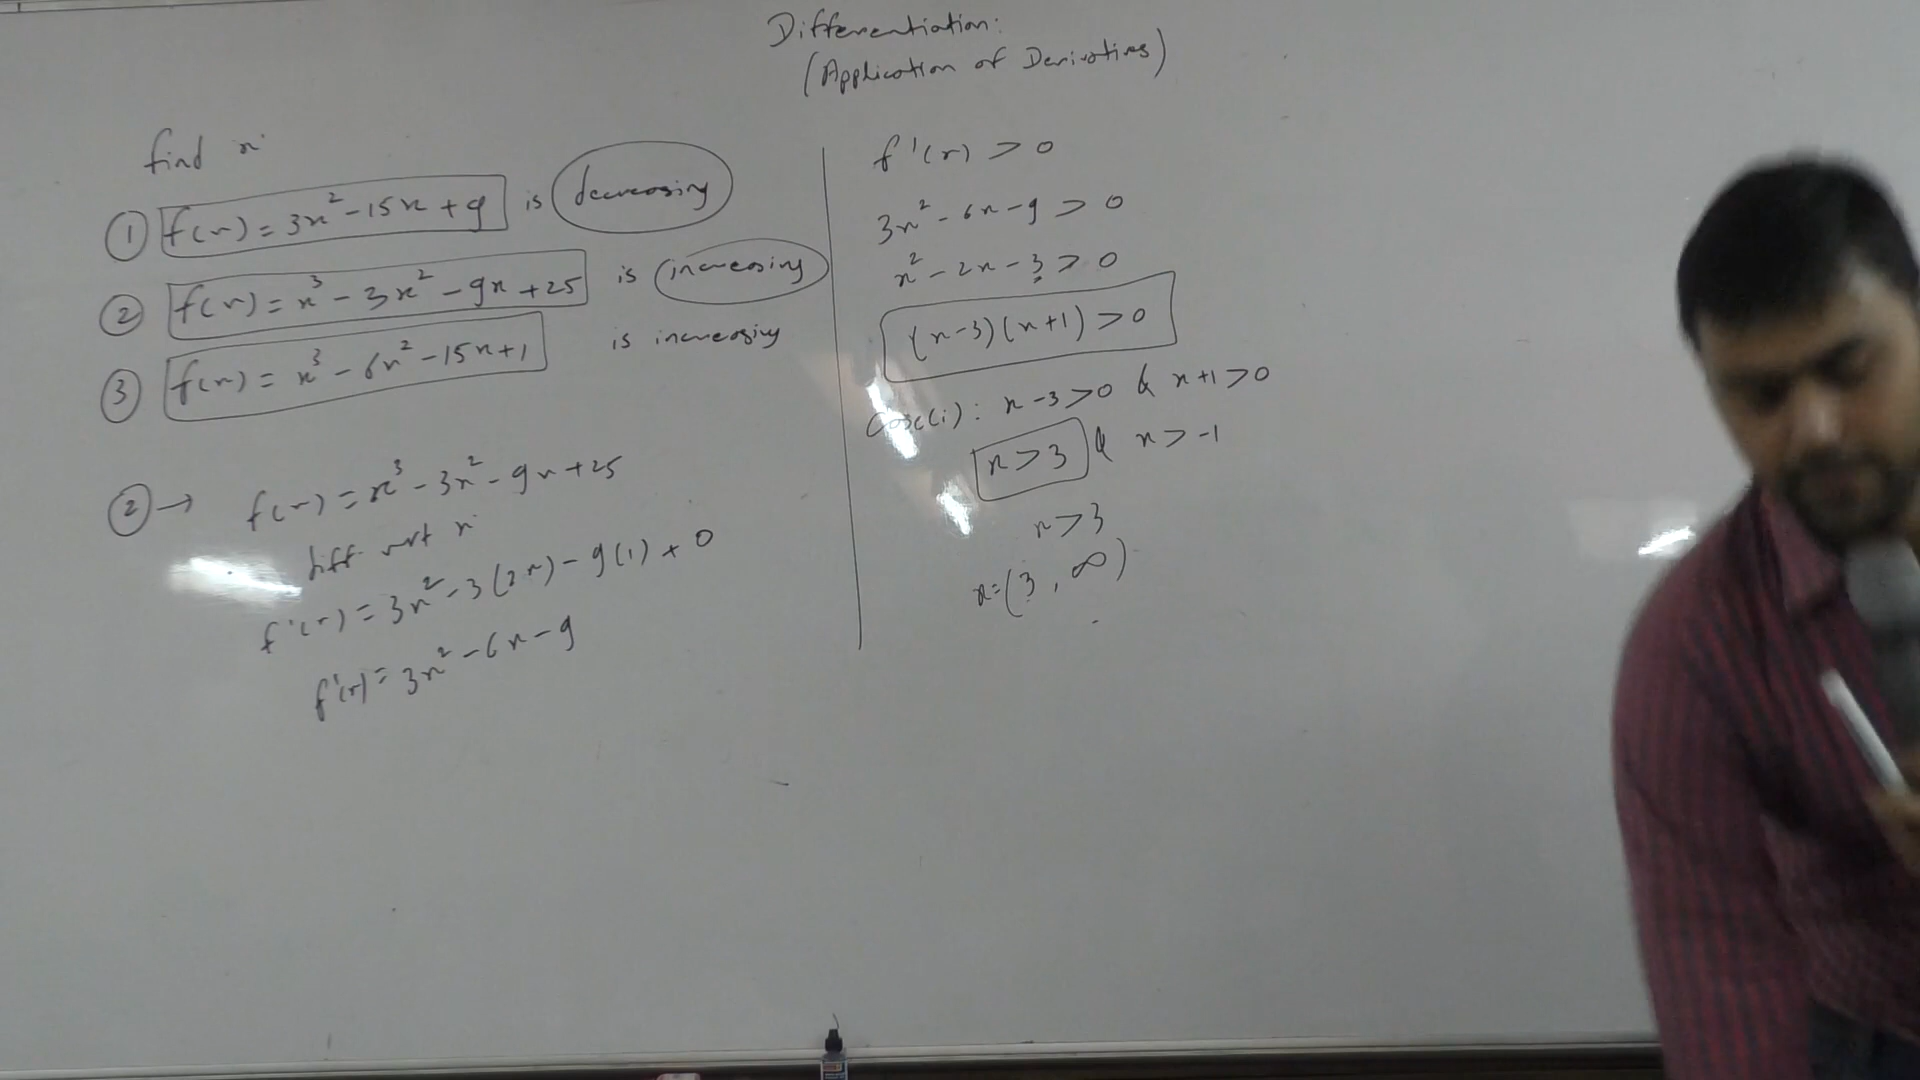 Differentiation:
(Application of Derivatives)
find x
① f(x) = 3x² - 15x + 9 is decreasing
② f(x) = x³ - 3x² - 9x + 25 is increasing
③ f(x) = x³ - 6x² - 15x + 1 is increasing
② → f(x) = x³ - 3x² - 9x + 25
diff wrt x
f'(x) = 3x² - 3(2x) - 9(1) + 0
f'(x) = 3x² - 6x - 9
f'(x) > 0
3x² - 6x - 9 > 0
x² - 2x - 3 > 0
(x-3)(x+1) > 0
Case(i): x - 3 > 0 & x + 1 > 0
x > 3 & x > -1
x > 3
x = (3, ∞)